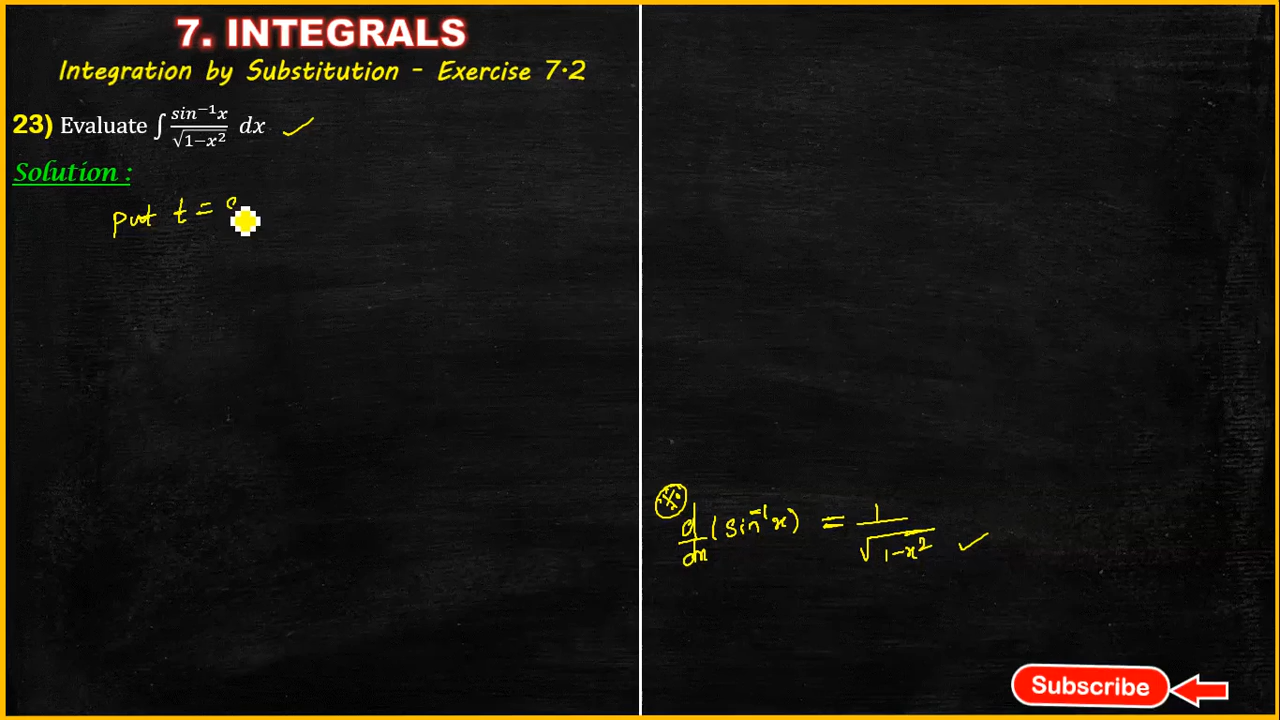 7. INTEGRALS
Integration by Substitution - Exercise 7·2
23) Evaluate ∫ sin⁻¹x / √1−x² dx
Solution :
put t =
d/dx (sin⁻¹x) = 1 / √1−x²
Subscribe